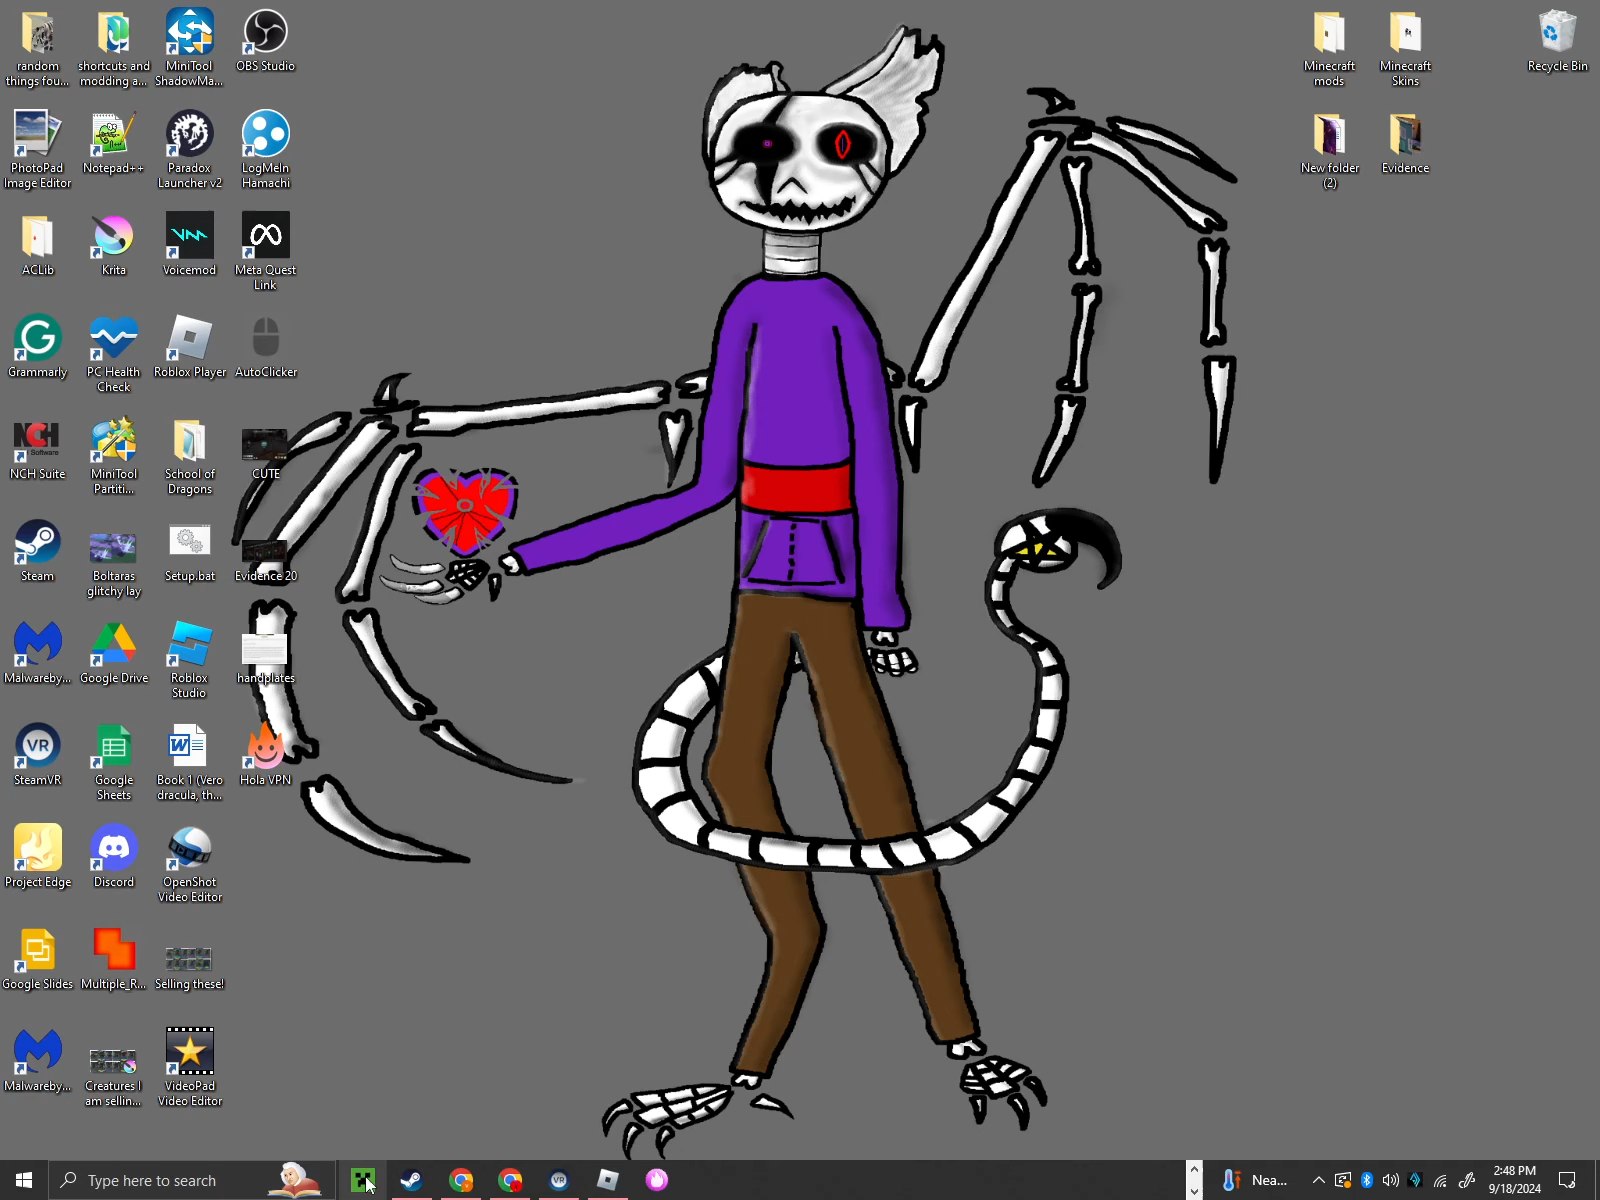 random
things fou...
shortcuts and
modding a...
MiniTool
ShadowMa...
OBS Studio
PhotoPad
Image Editor
Notepad++
Paradox
Launcher v2
LogMeIn
Hamachi
ACLib
Krita
Voicemod
Meta Quest
Link
Grammarly
PC Health
Check
Roblox Player
AutoClicker
NCH
Software
NCH Suite
MiniTool
Partiti...
School of
Dragons
CUTE
Steam
Boltaras
glitchy lay
Setup.bat
Evidence 20
Malwareby...
Google Drive
Roblox
Studio
handplates
VR
SteamVR
Google
Sheets
W
Book 1 (Vero
dracula, th...
Hola VPN
Project Edge
Discord
OpenShot
Video Editor
Google Slides
Multiple_R...
Selling these!
Malwareby...
Creatures I
am sellin...
VideoPad
Video Editor
Minecraft
mods
Minecraft
Skins
Recycle Bin
New folder
(2)
Evidence
Type here to search
VR
Nea...
2:48 PM
9/18/2024